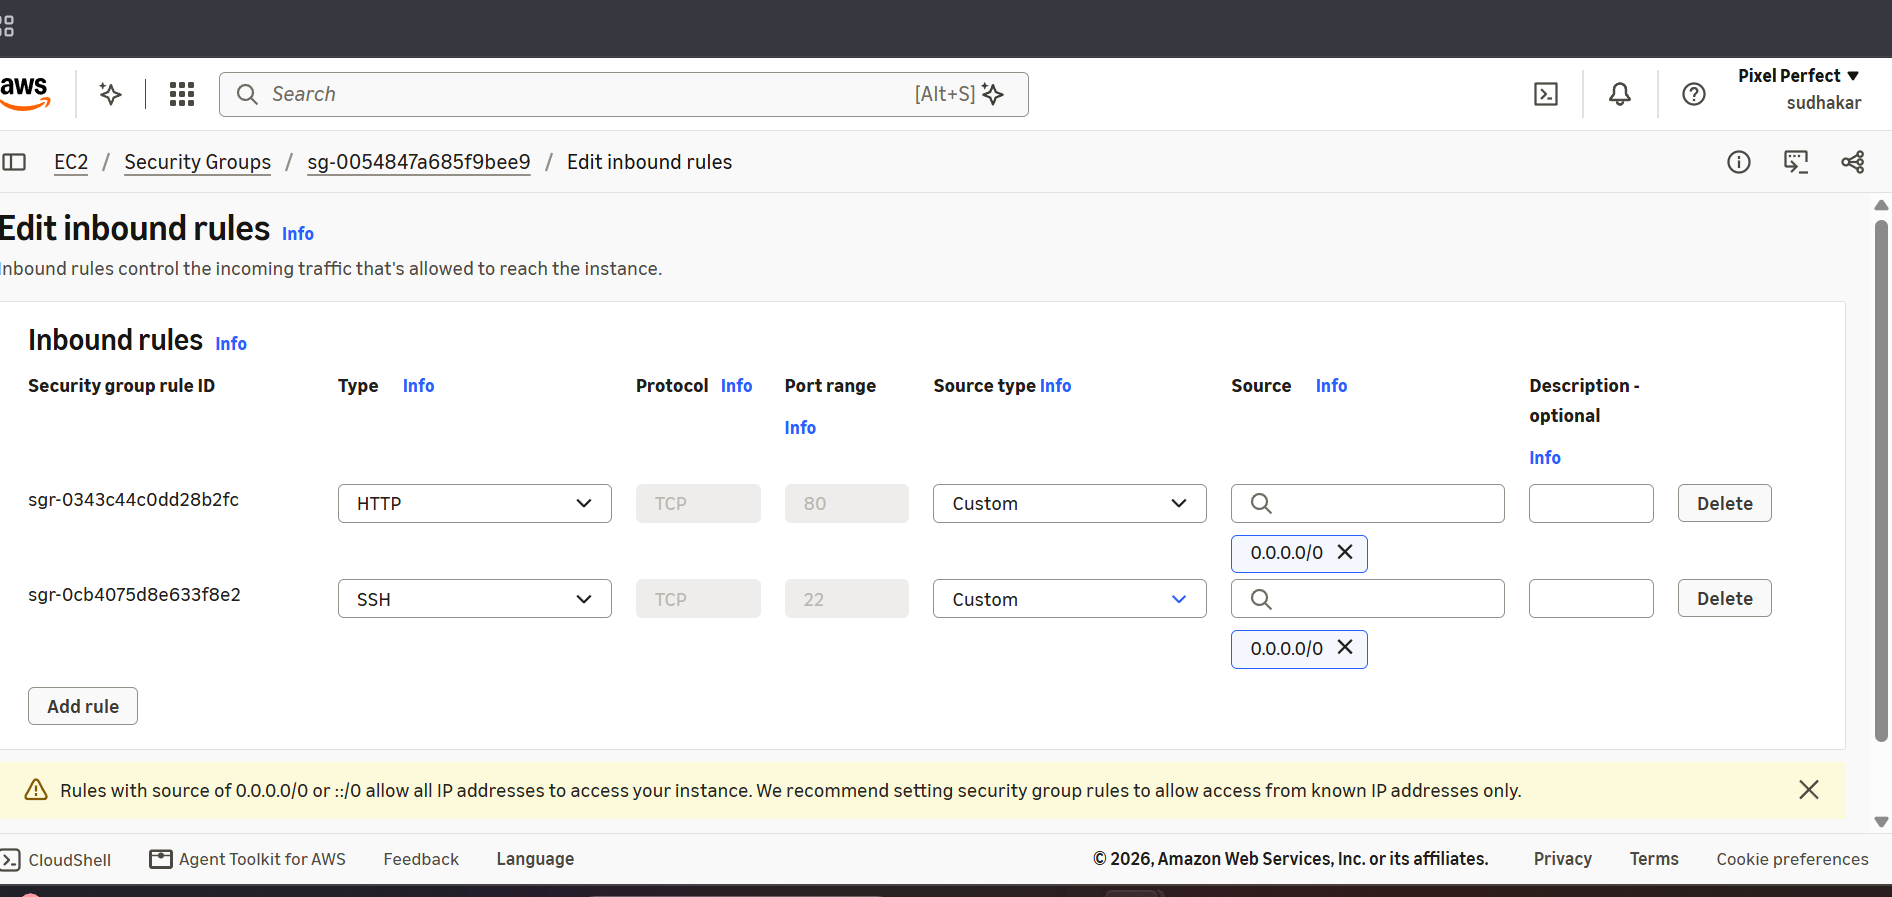 aws
Search [Alt+S]
Pixel Perfect
sudhakar
EC2 / Security Groups / sg-0054847a685f9bee9 / Edit inbound rules
Edit inbound rules Info
Inbound rules control the incoming traffic that's allowed to reach the instance.
Inbound rules Info
Security group rule ID Type Info Protocol Info Port range Info Source type Info Source Info Description - optional Info
sgr-0343c44c0dd28b2fc HTTP TCP 80 Custom Delete
0.0.0.0/0
sgr-0cb4075d8e633f8e2 SSH TCP 22 Custom Delete
0.0.0.0/0
Add rule
Rules with source of 0.0.0.0/0 or ::/0 allow all IP addresses to access your instance. We recommend setting security group rules to allow access from known IP addresses only.
CloudShell Agent Toolkit for AWS Feedback Language © 2026, Amazon Web Services, Inc. or its affiliates. Privacy Terms Cookie preferences